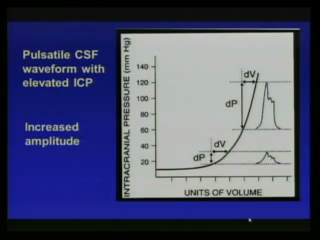 Pulsatile CSF
waveform with
elevated ICP
Increased
amplitude
INTRACRANIAL PRESSURE (mm Hg)
140
120
100
80
60
40
20
dV
dP
dV
dP
UNITS OF VOLUME